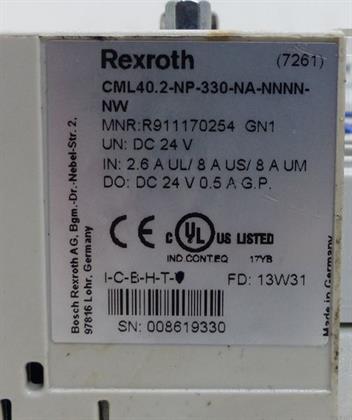 Rexroth (7261)
CML40.2-NP-330-NA-NNNN-
NW
MNR:R911170254 GN1
UN: DC 24 V
IN: 2.6 A UL/ 8 A US/ 8 A UM
DO: DC 24 V 0.5 A G.P.
CE c UL US LISTED
IND.CONT.EQ 17YB
I-C-B-H-T-
FD: 13W31
SN: 008619330
Bosch Rexroth AG, Bgm.-Dr.-Nebel-Str. 2,
97816 Lohr, Germany
Made in Germany